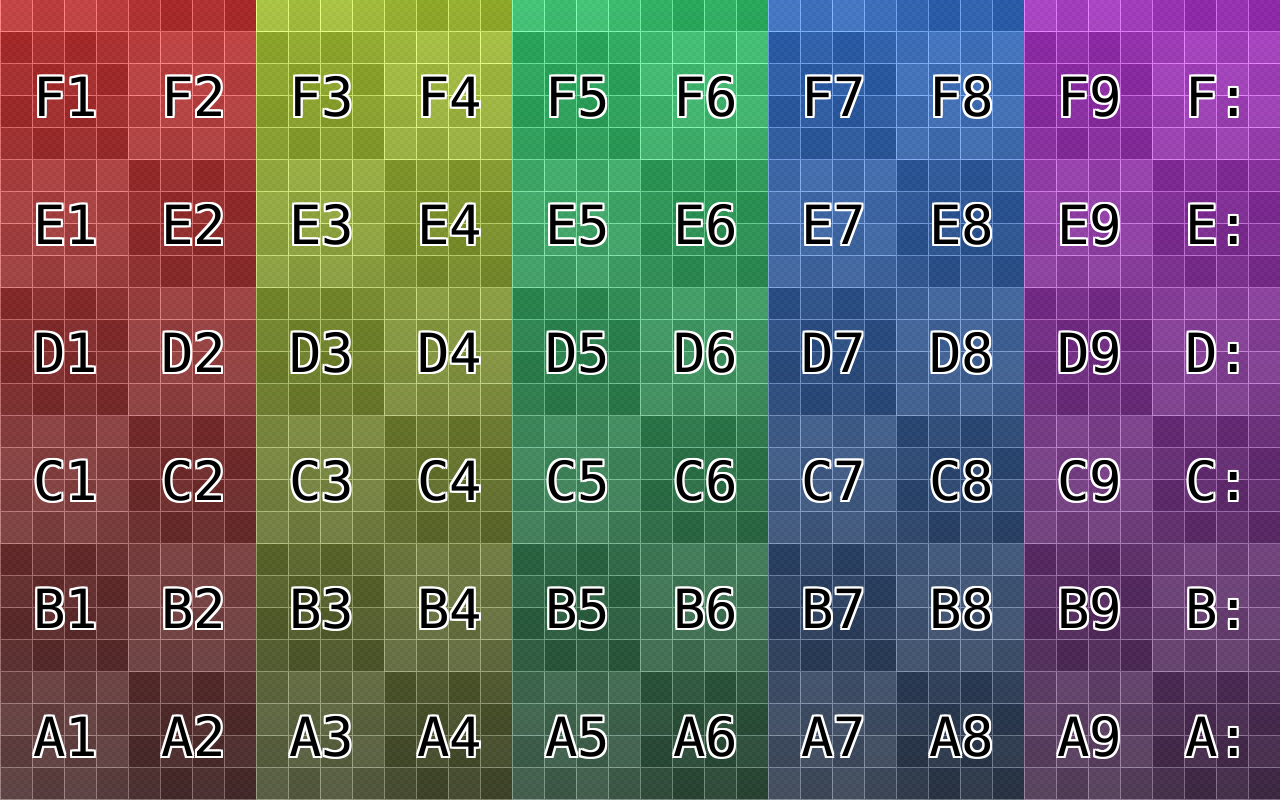 F1 F2 F3 F4 F5 F6 F7 F8 F9 F:
E1 E2 E3 E4 E5 E6 E7 E8 E9 E:
D1 D2 D3 D4 D5 D6 D7 D8 D9 D:
C1 C2 C3 C4 C5 C6 C7 C8 C9 C:
B1 B2 B3 B4 B5 B6 B7 B8 B9 B:
A1 A2 A3 A4 A5 A6 A7 A8 A9 A: